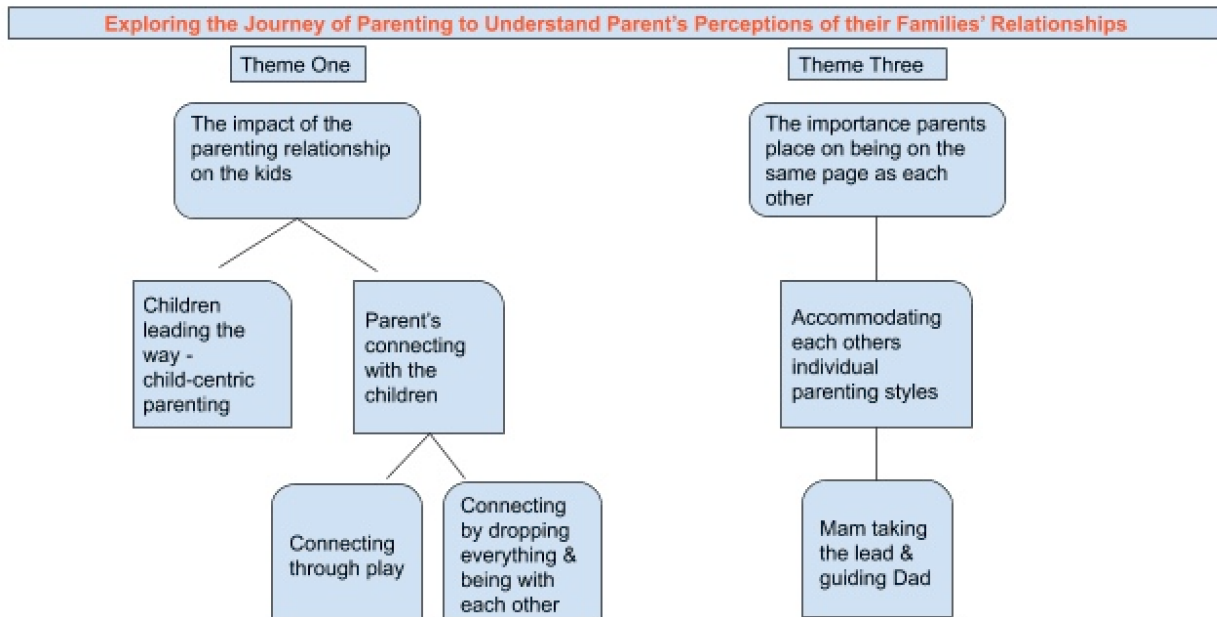 Exploring the Journey of Parenting to Understand Parent's Perceptions of their Families' Relationships
Theme One
The impact of the
parenting relationship
on the kids
Children
leading the
way -
child-centric
parenting
Parent's
connecting
with the
children
Connecting
through play
Connecting
by dropping
everything &
being with
each other
Theme Three
The importance parents
place on being on the
same page as each
other
Accommodating
each others
individual
parenting styles
Mam taking
the lead &
guiding Dad